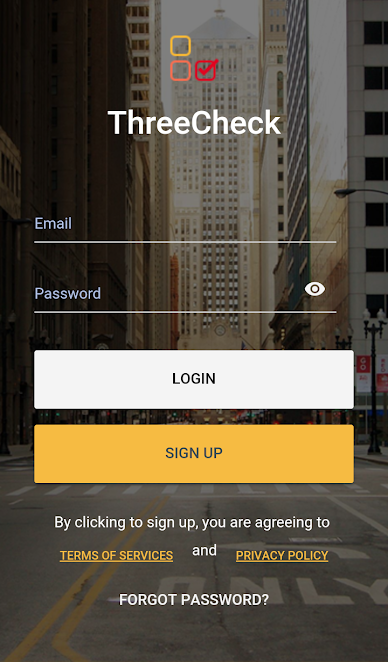 ThreeCheck
Email
Password
LOGIN
SIGN UP
By clicking to sign up, you are agreeing to
TERMS OF SERVICES and PRIVACY POLICY
ONLY
FORGOT PASSWORD?